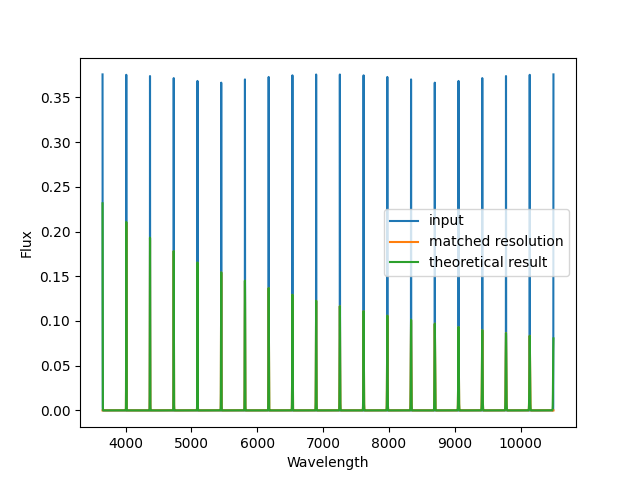 0.35
0.30
0.25
0.20
0.15
0.10
0.05
0.00
Flux
input
matched resolution
theoretical result
4000 5000 6000 7000 8000 9000 10000
Wavelength